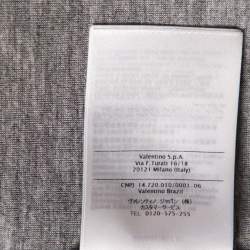 Valentino S.p.A.
Via F.Turati 16/18
20121 Milano (Italy)
CNPJ 14.720.010/0001-06
Valentino Brazil
ヴァレンティノ ジャパン (株)
カスタマーサービス
TEL 0120-575-255